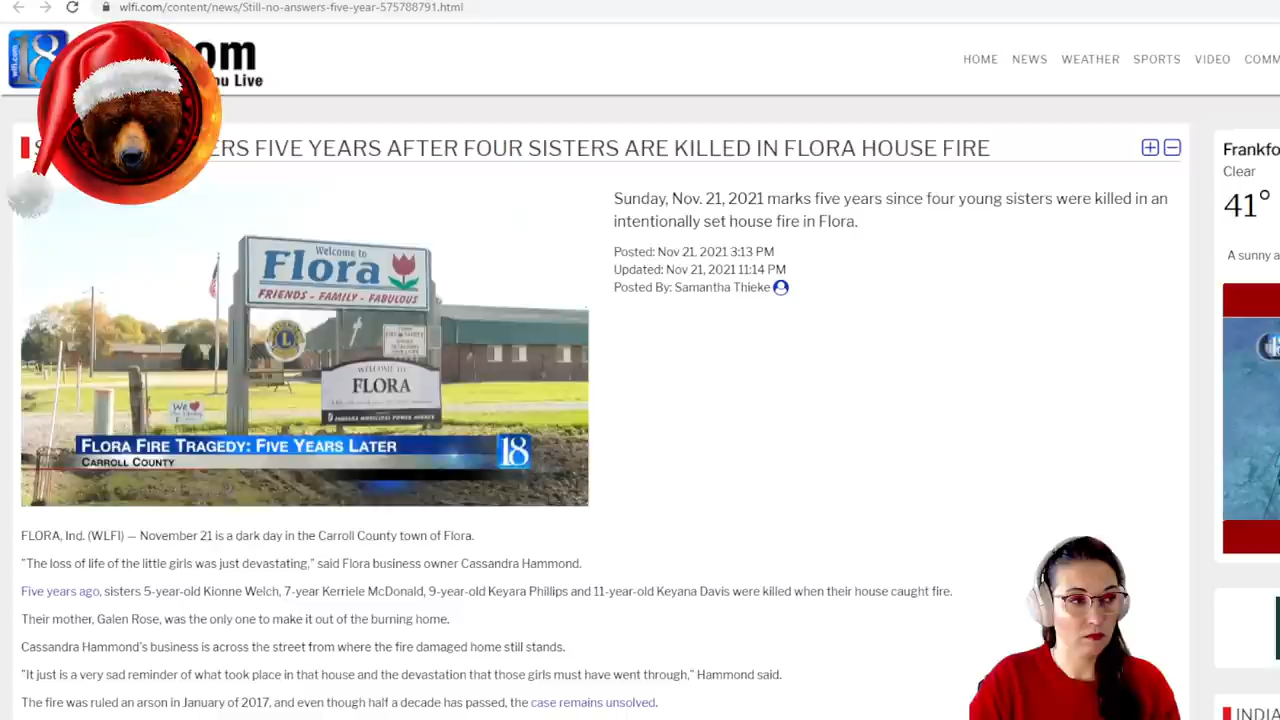 wlfi.com/content/news/Still-no-answers-five-year-575788791.html
18
wlfi.com
om
ou Live
HOME NEWS WEATHER SPORTS VIDEO COMM
ERS FIVE YEARS AFTER FOUR SISTERS ARE KILLED IN FLORA HOUSE FIRE
Sunday, Nov. 21, 2021 marks five years since four young sisters were killed in an
intentionally set house fire in Flora.
Posted: Nov 21, 2021 3:13 PM
Updated: Nov 21, 2021 11:14 PM
Posted By: Samantha Thieke
Welcome to
Flora
FRIENDS - FAMILY - FABULOUS
L
WELCOME TO
FLORA
INDIANA MUNICIPAL POWER AGENCY
We
FLORA FIRE TRAGEDY: FIVE YEARS LATER
CARROLL COUNTY
18
FLORA, Ind. (WLFI) — November 21 is a dark day in the Carroll County town of Flora.
"The loss of life of the little girls was just devastating," said Flora business owner Cassandra Hammond.
Five years ago, sisters 5-year-old Kionne Welch, 7-year Kerriele McDonald, 9-year-old Keyara Phillips and 11-year-old Keyana Davis were killed when their house caught fire.
Their mother, Galen Rose, was the only one to make it out of the burning home.
Cassandra Hammond's business is across the street from where the fire damaged home still stands.
"It just is a very sad reminder of what took place in that house and the devastation that those girls must have went through," Hammond said.
The fire was ruled an arson in January of 2017, and even though half a decade has passed, the case remains unsolved.
Frankfo
Clear
41°
A sunny a
INDIA